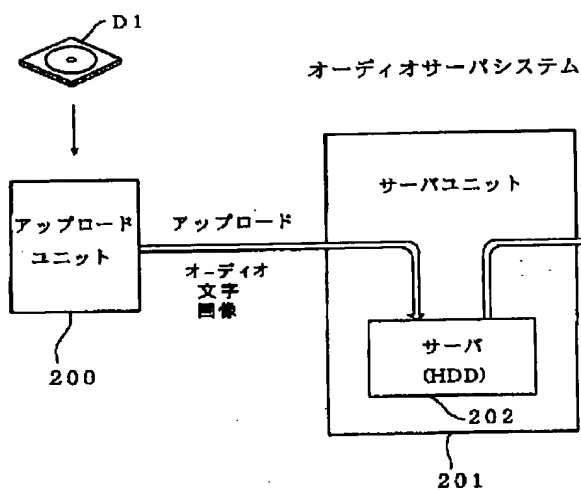 D1
オーディオサーバシステム
アップロード
ユニット
200
アップロード
オーディオ
文字
画像
サーバユニット
サーバ
(HDD)
202
201